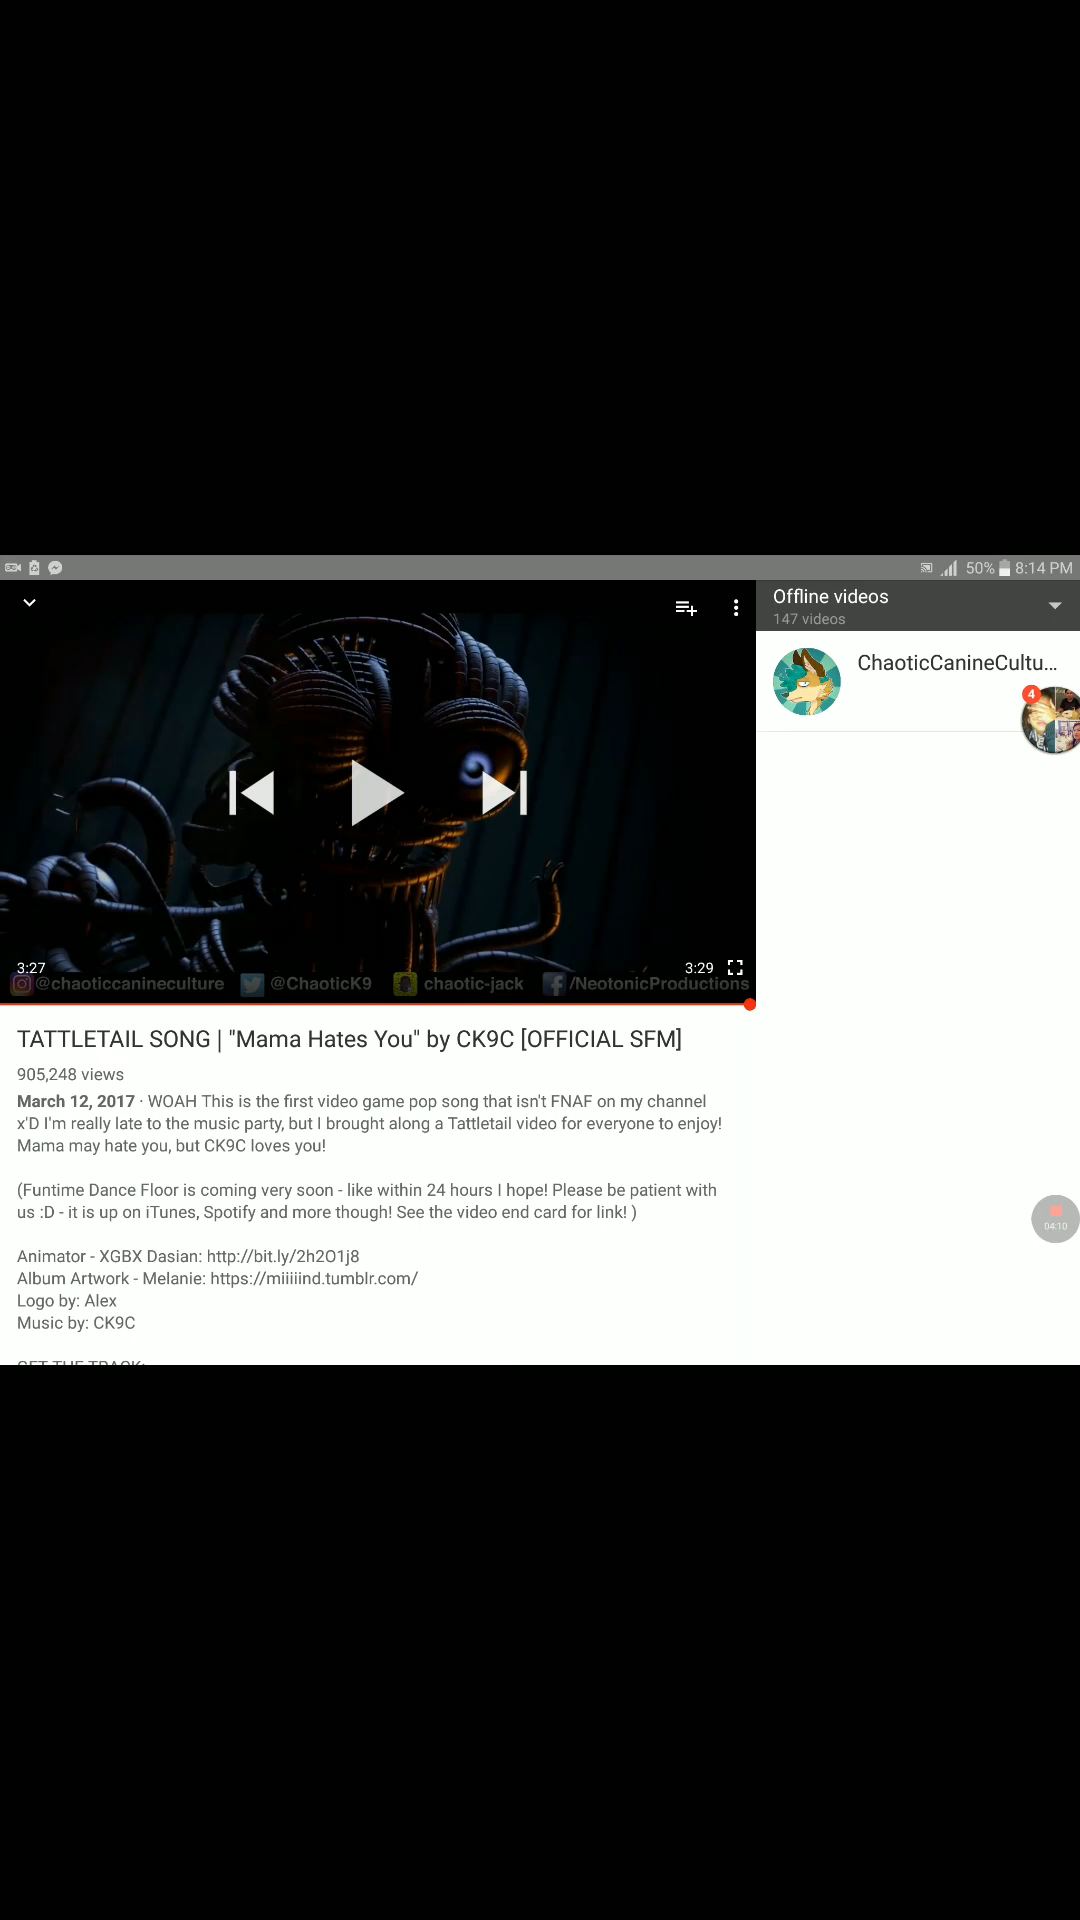 50% 8:14 PM
Offline videos
147 videos
ChaoticCanineCultu...
4
3:27
3:29
@chaoticcanineculture @ChaoticK9 chaotic-jack /NeotonicProductions
TATTLETAIL SONG | "Mama Hates You" by CK9C [OFFICIAL SFM]
905,248 views
March 12, 2017 · WOAH This is the first video game pop song that isn't FNAF on my channel
x'D I'm really late to the music party, but I brought along a Tattletail video for everyone to enjoy!
Mama may hate you, but CK9C loves you!
(Funtime Dance Floor is coming very soon - like within 24 hours I hope! Please be patient with
us :D - it is up on iTunes, Spotify and more though! See the video end card for link! )
04:10
Animator - XGBX Dasian: http://bit.ly/2h2O1j8
Album Artwork - Melanie: https://miiiiind.tumblr.com/
Logo by: Alex
Music by: CK9C
GET THE TRACK: